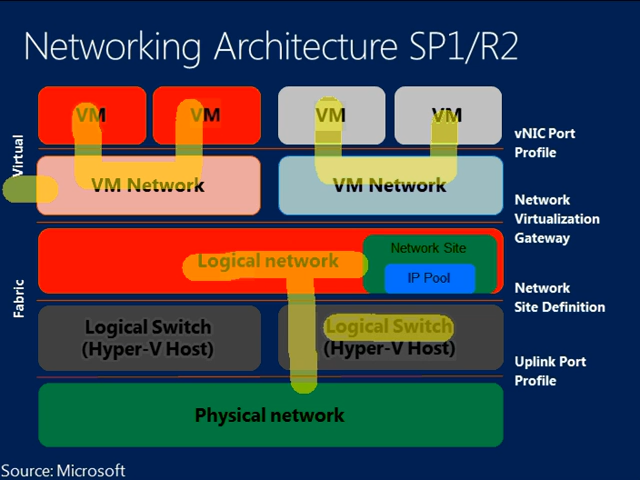 Networking Architecture SP1/R2
VM
VM
VM
VM
vNIC Port
Profile
Virtual
VM Network
VM Network
Network
Virtualization
Gateway
Logical network
Network Site
IP Pool
Network
Site Definition
Fabric
Logical Switch
(Hyper-V Host)
Logical Switch
(Hyper-V Host)
Uplink Port
Profile
Physical network
Source: Microsoft